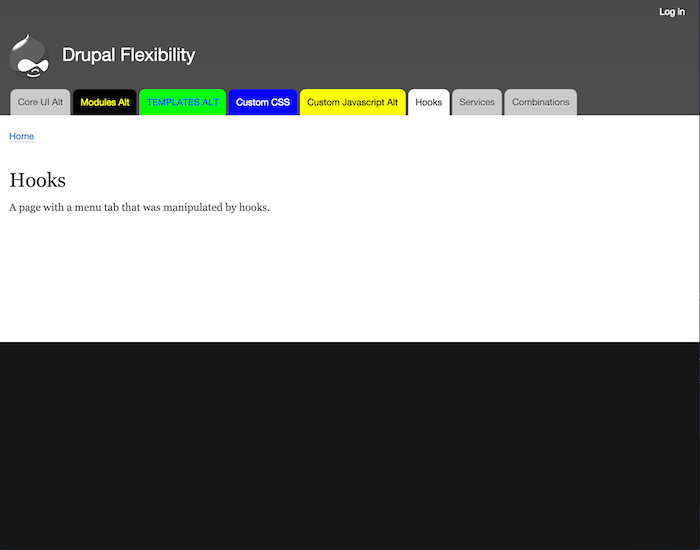 Log in
Drupal Flexibility
Core UI Alt Modules Alt TEMPLATES ALT Custom CSS Custom Javascript Alt Hooks Services Combinations
Home
Hooks
A page with a menu tab that was manipulated by hooks.